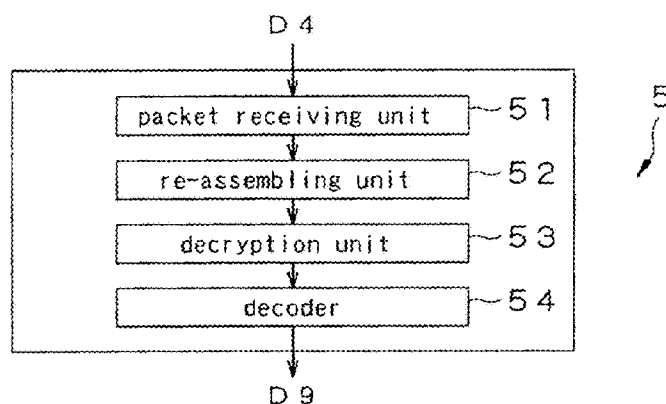 D4
5
packet receiving unit 51
re-assembling unit 52
decryption unit 53
decoder 54
D9